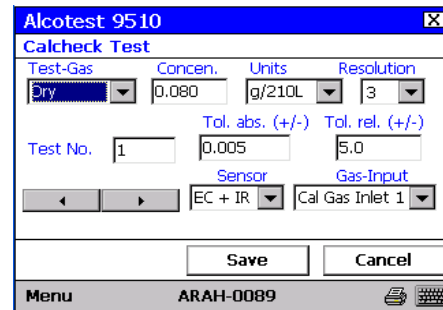 Alcotest 9510 X
Calcheck Test
Test-Gas Concen. Units Resolution
Dry 0.080 g/210L 3
Tol. abs. (+/-) Tol. rel. (+/-)
Test No. 1 0.005 5.0
Sensor Gas-Input
EC + IR Cal Gas Inlet 1
Save Cancel
Menu ARAH-0089